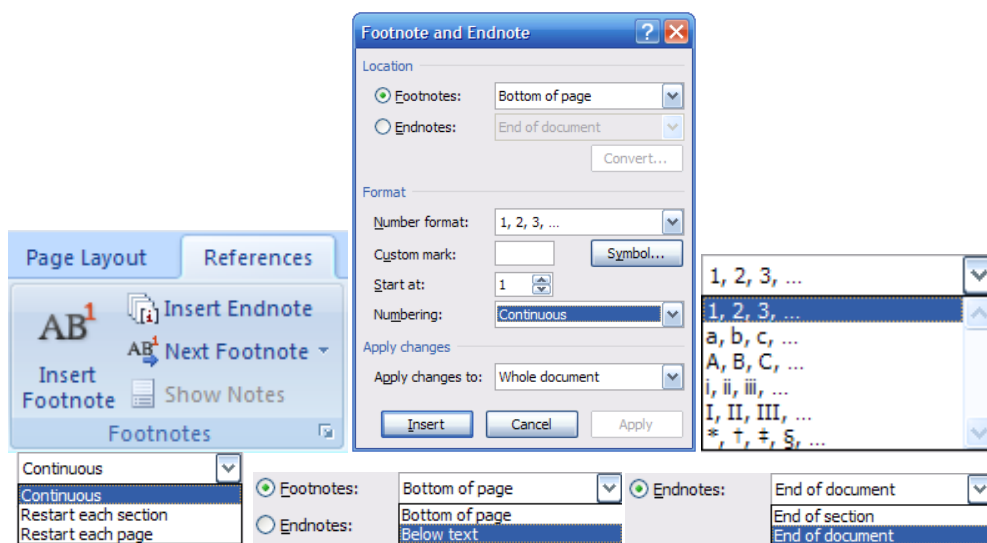 Footnote and Endnote
Location
Footnotes: Bottom of page
Endnotes: End of document
Convert...
Format
Number format: 1, 2, 3, ...
Custom mark: Symbol...
Start at: 1
Numbering: Continuous
Apply changes
Apply changes to: Whole document
Insert Cancel Apply
Page Layout References
AB1 Insert Endnote
AB1 Next Footnote
Insert
Footnote Show Notes
Footnotes
1, 2, 3, ...
1, 2, 3, ...
a, b, c, ...
A, B, C, ...
i, ii, iii, ...
I, II, III, ...
*, †, ‡, §, ...
Continuous
Continuous
Restart each section
Restart each page
Footnotes: Bottom of page
Bottom of page
Endnotes: Below text
Endnotes: End of document
End of section
End of document